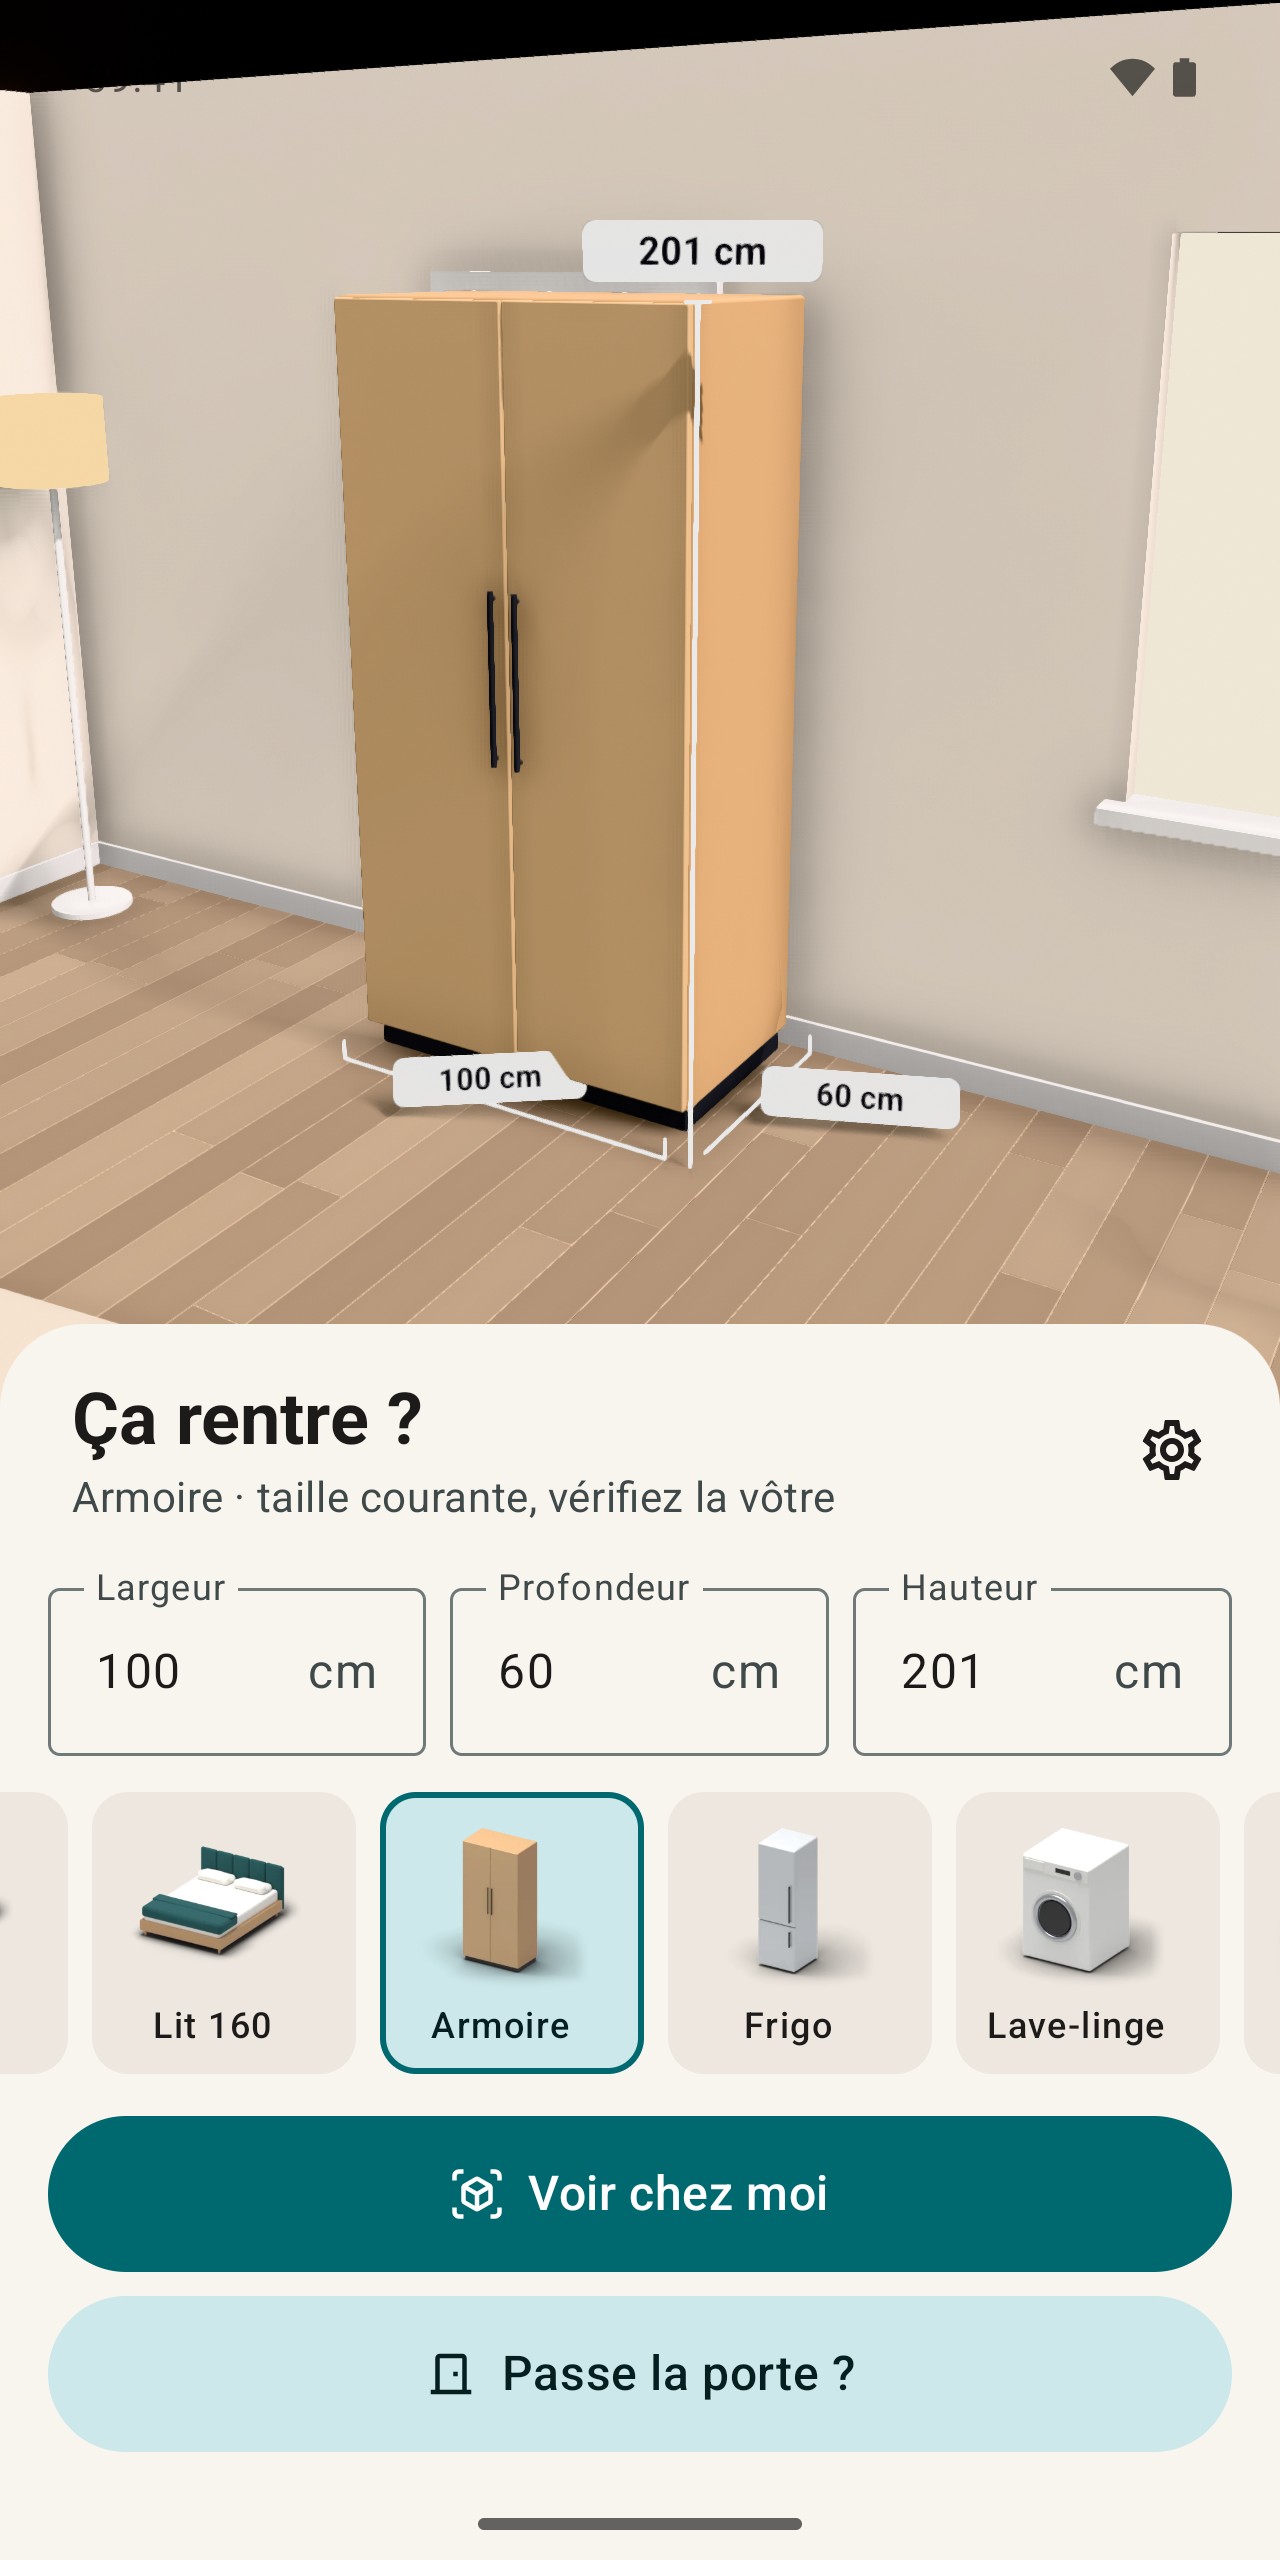 201 cm
100 cm
60 cm
Ça rentre ?
Armoire · taille courante, vérifiez la vôtre
Largeur
Profondeur
Hauteur
100 cm
60 cm
201 cm
Lit 160
Armoire
Frigo
Lave-linge
Voir chez moi
Passe la porte ?